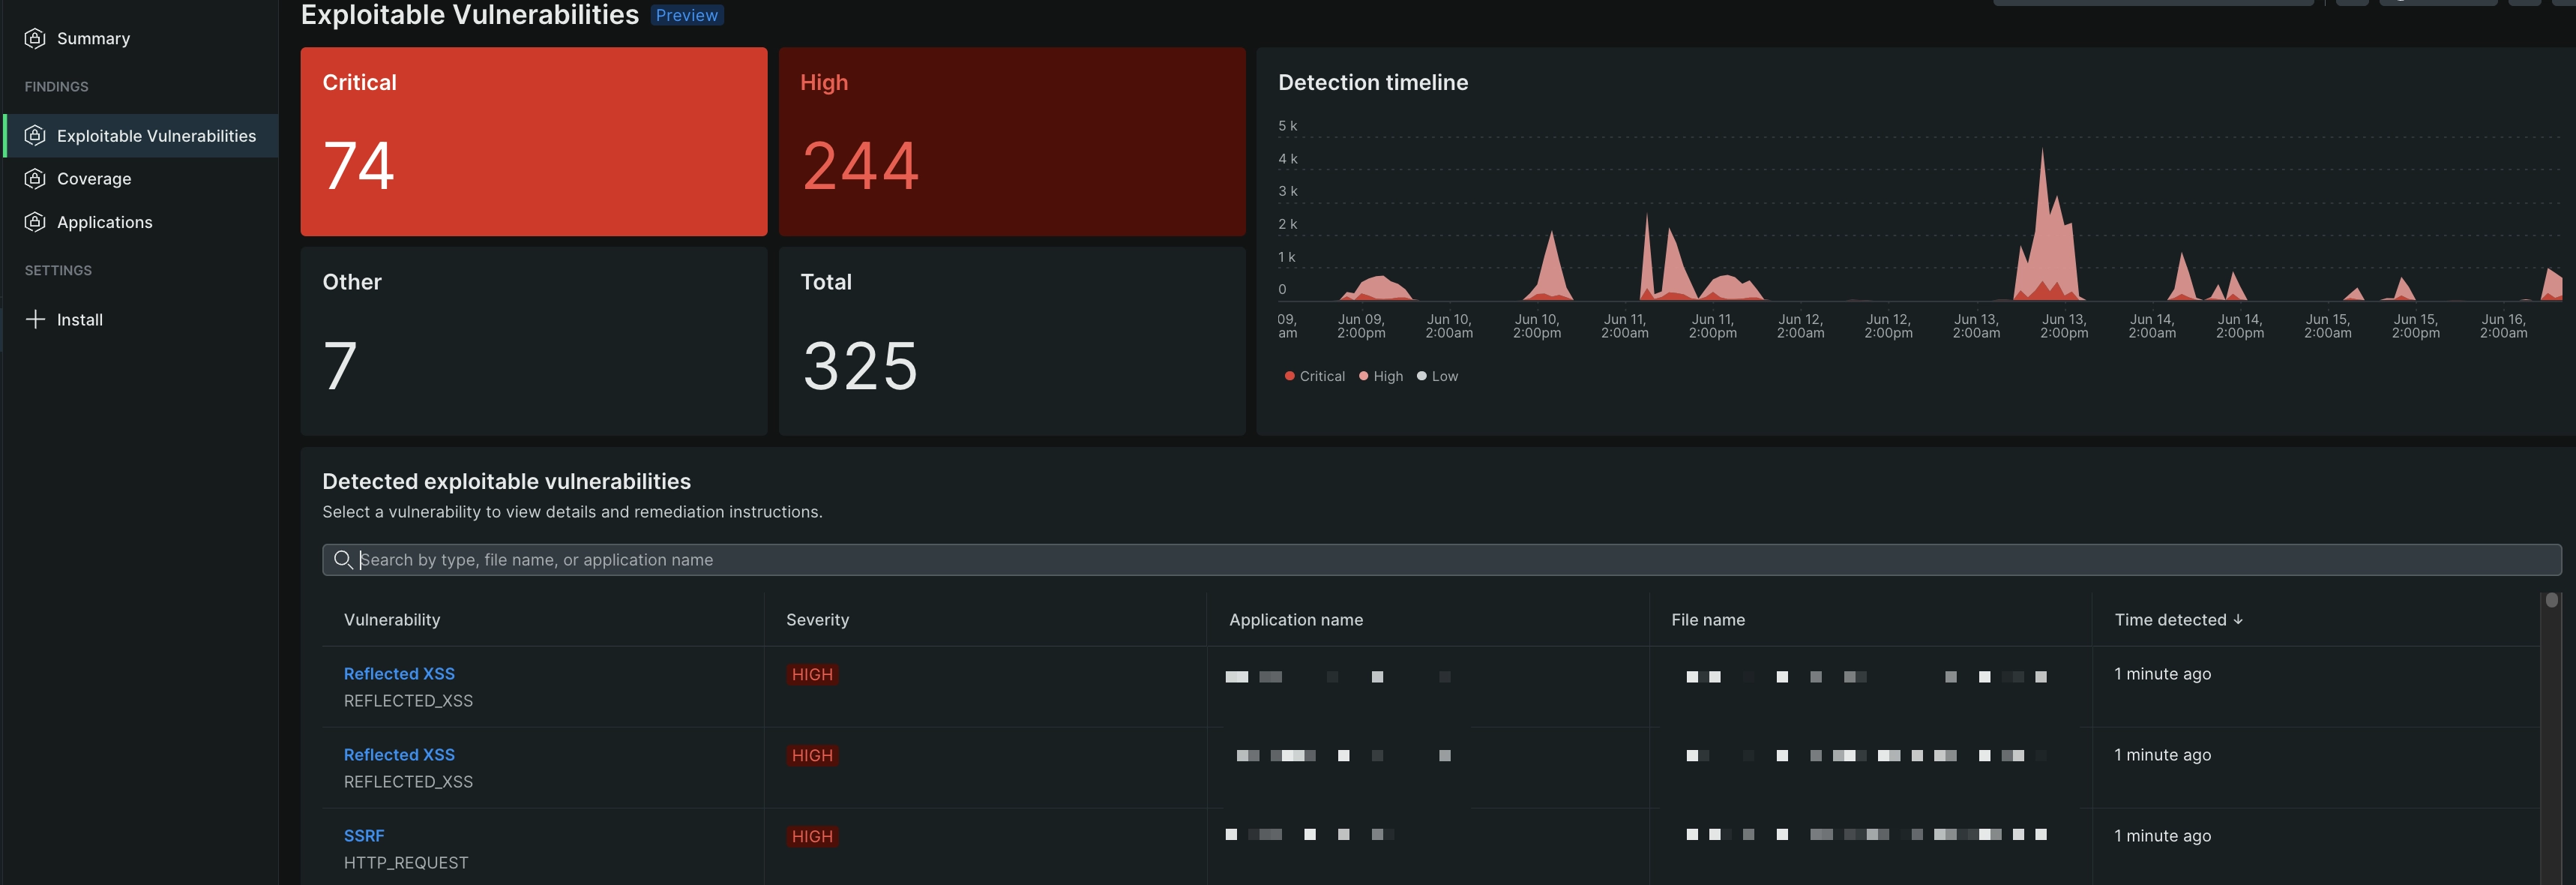 Exploitable Vulnerabilities Preview
Summary
FINDINGS
Exploitable Vulnerabilities
Coverage
Applications
SETTINGS
Install
Critical
74
High
244
Other
7
Total
325
Detection timeline
5 k
4 k
3 k
2 k
1 k
0
09, am
Jun 09, 2:00pm
Jun 10, 2:00am
Jun 10, 2:00pm
Jun 11, 2:00am
Jun 11, 2:00pm
Jun 12, 2:00am
Jun 12, 2:00pm
Jun 13, 2:00am
Jun 13, 2:00pm
Jun 14, 2:00am
Jun 14, 2:00pm
Jun 15, 2:00am
Jun 15, 2:00pm
Jun 16, 2:00am
Critical High Low
Detected exploitable vulnerabilities
Select a vulnerability to view details and remediation instructions.
Search by type, file name, or application name
Vulnerability Severity Application name File name Time detected ↓
Reflected XSS HIGH 1 minute ago
REFLECTED_XSS
Reflected XSS HIGH 1 minute ago
REFLECTED_XSS
SSRF HIGH 1 minute ago
HTTP_REQUEST